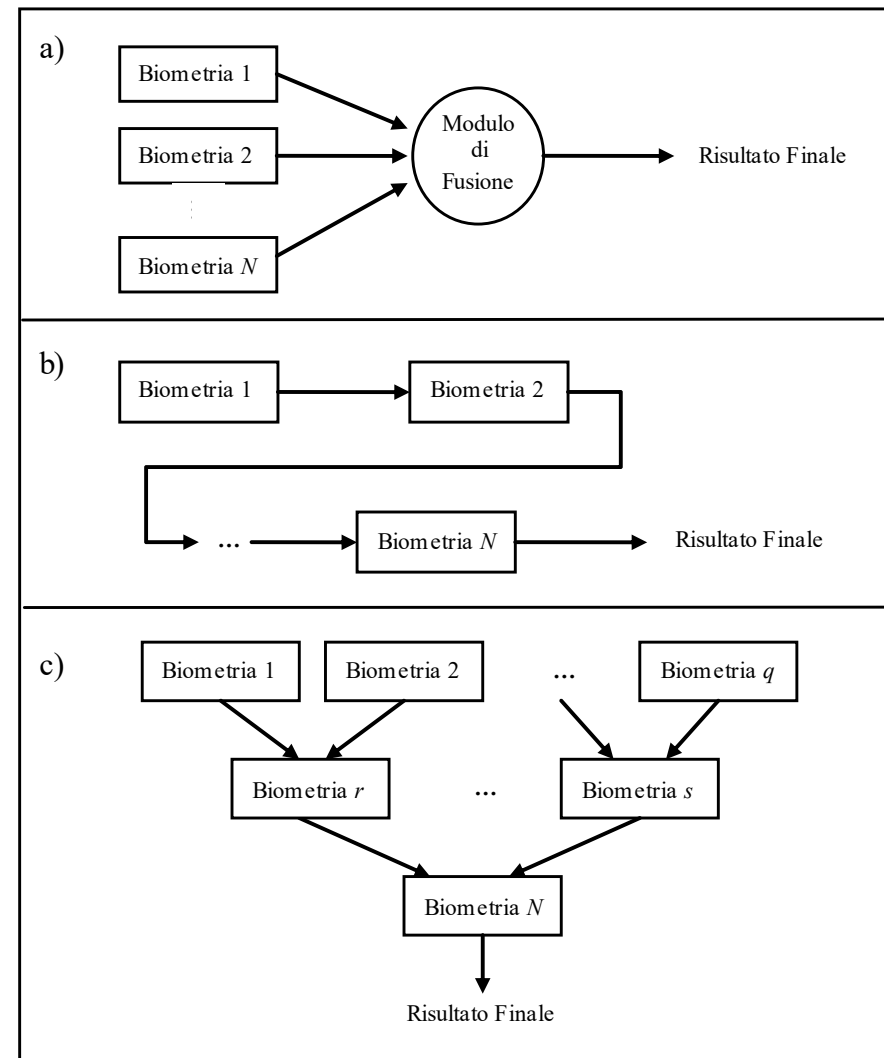 a)
Biometria 1
Biometria 2
Biometria N
Modulo
di
Fusione
Risultato Finale
b)
Biometria 1
Biometria 2
...
Biometria N
Risultato Finale
c)
Biometria 1
Biometria 2
...
Biometria q
Biometria r
...
Biometria s
Biometria N
Risultato Finale